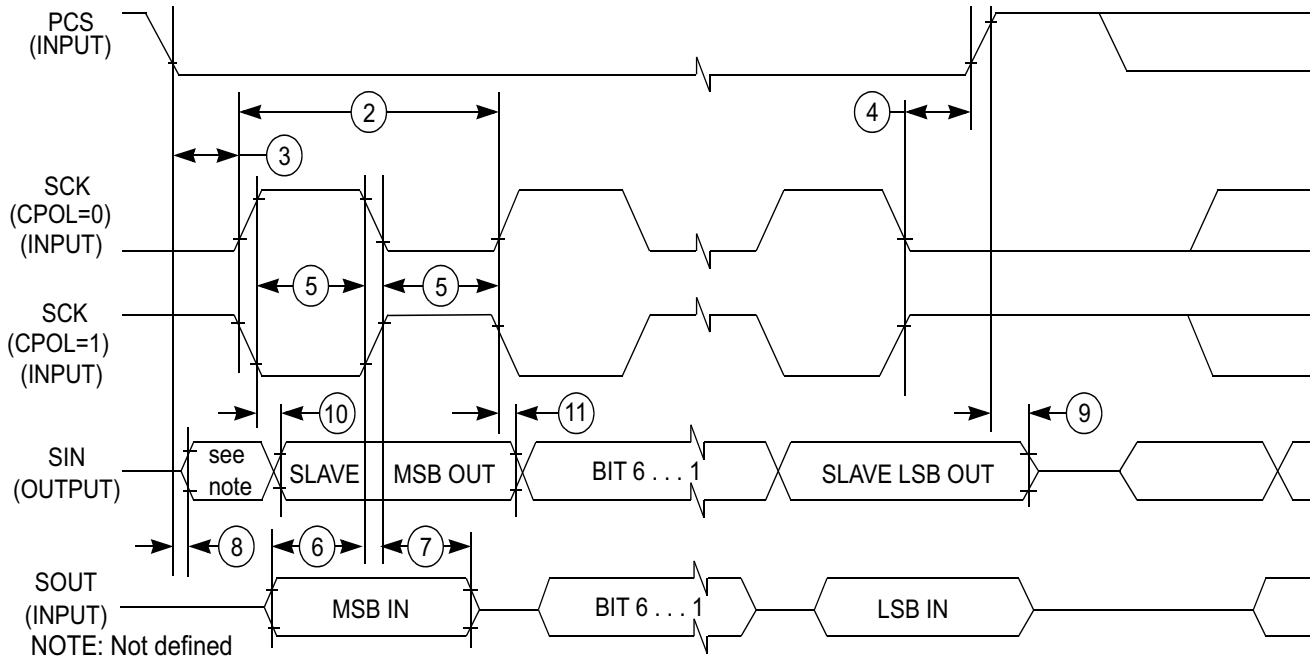 PCS
(INPUT)
2
4
3
SCK
(CPOL=0)
(INPUT)
5
5
SCK
(CPOL=1)
(INPUT)
10
11
9
SIN
(OUTPUT)
see
note
SLAVE
MSB OUT
BIT 6 . . . 1
SLAVE LSB OUT
8
6
7
SOUT
(INPUT)
MSB IN
BIT 6 . . . 1
LSB IN
NOTE: Not defined